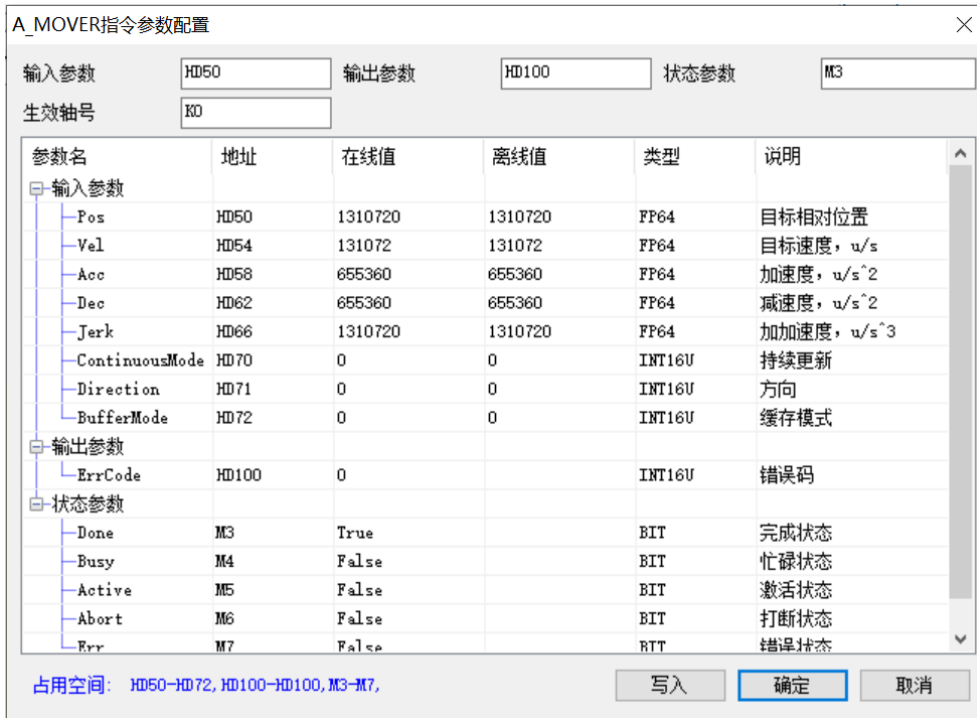 A_MOVER指令参数配置
输入参数 HD50 输出参数 HD100 状态参数 M3
生效轴号 K0
参数名 地址 在线值 离线值 类型 说明
输入参数
Pos HD50 1310720 1310720 FP64 目标相对位置
Vel HD54 131072 131072 FP64 目标速度，u/s
Acc HD58 655360 655360 FP64 加速度，u/s^2
Dec HD62 655360 655360 FP64 减速度，u/s^2
Jerk HD66 1310720 1310720 FP64 加加速度，u/s^3
ContinuousMode HD70 0 0 INT16U 持续更新
Direction HD71 0 0 INT16U 方向
BufferMode HD72 0 0 INT16U 缓存模式
输出参数
ErrCode HD100 0 INT16U 错误码
状态参数
Done M3 True BIT 完成状态
Busy M4 False BIT 忙碌状态
Active M5 False BIT 激活状态
Abort M6 False BIT 打断状态
Err M7 False BIT 错误状态
占用空间: HD50-HD72,HD100-HD100,M3-M7,
写入 确定 取消